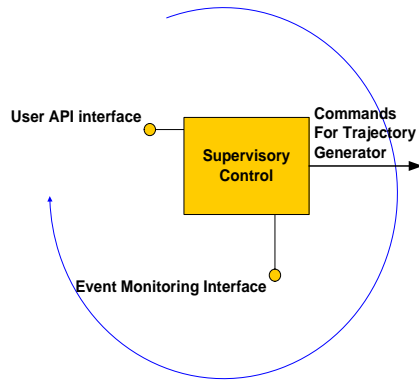 Commands
For Trajectory
Generator
User API interface
Supervisory
Control
Event Monitoring Interface